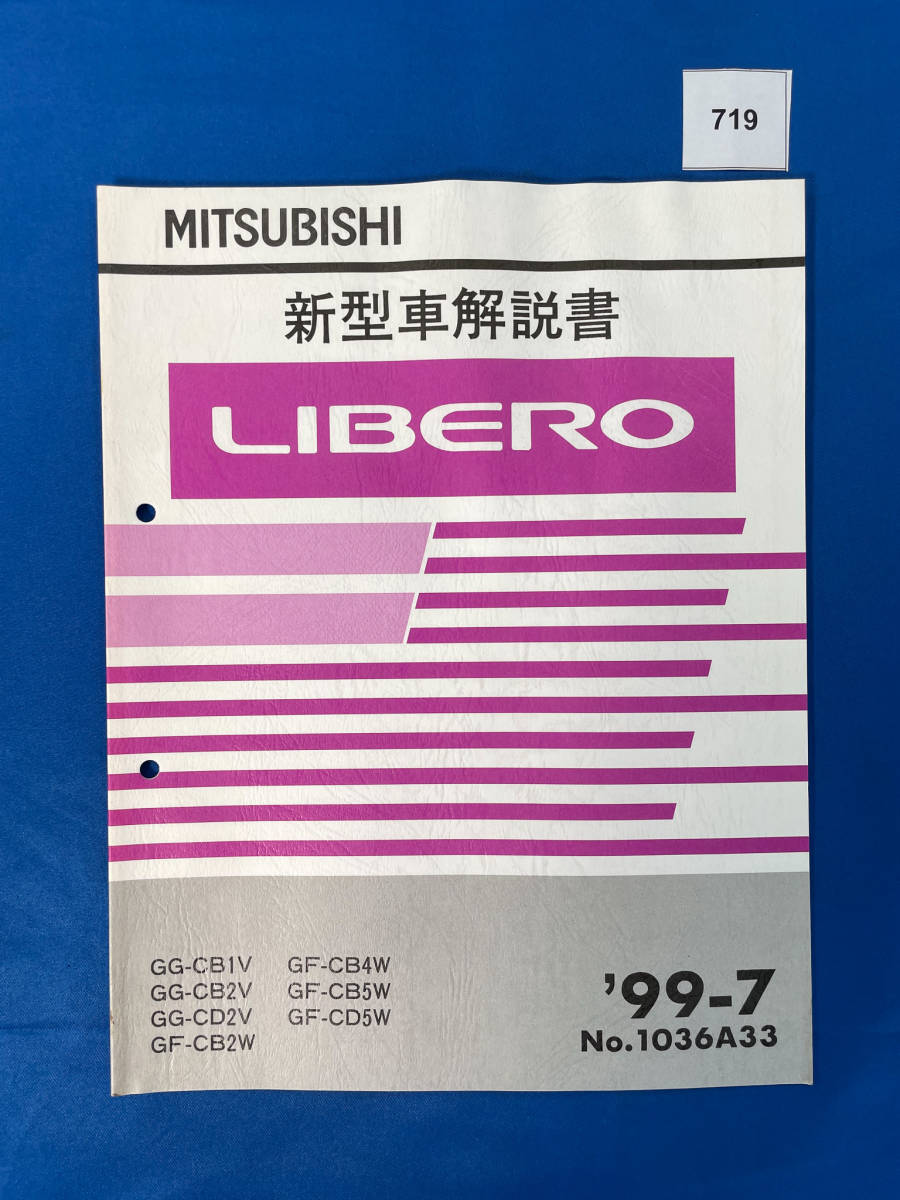 719
MITSUBISHI
新型車解説書
LIBERO
GG-CB1V GF-CB4W
GG-CB2V GF-CB5W
GG-CD2V GF-CD5W
GF-CB2W
'99-7
No.1036A33